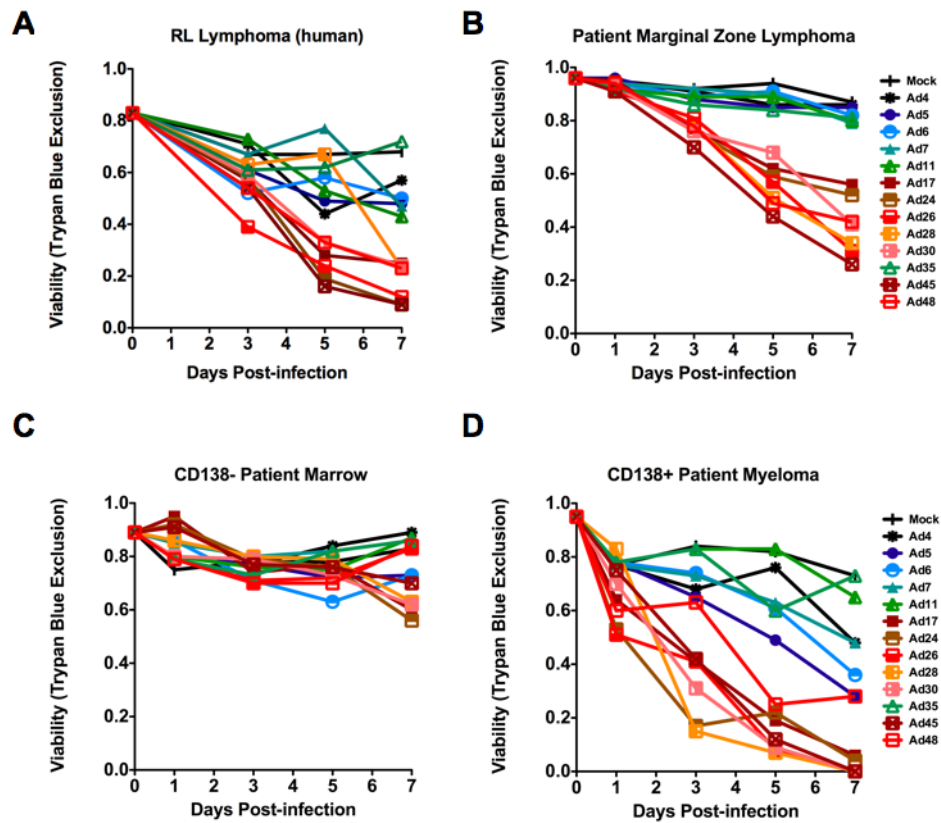 A
RL Lymphoma (human)
Viability (Trypan Blue Exclusion)
1.0
0.8
0.6
0.4
0.2
0.0
0 1 2 3 4 5 6 7
Days Post-infection
B
Patient Marginal Zone Lymphoma
Viability (Trypan Blue Exclusion)
1.0
0.8
0.6
0.4
0.2
0.0
0 1 2 3 4 5 6 7
Days Post-infection
Mock
Ad4
Ad5
Ad6
Ad7
Ad11
Ad17
Ad24
Ad26
Ad28
Ad30
Ad35
Ad45
Ad48
C
CD138- Patient Marrow
Viability (Trypan Blue Exclusion)
1.0
0.8
0.6
0.4
0.2
0.0
0 1 2 3 4 5 6 7
Days Post-infection
D
CD138+ Patient Myeloma
Viability (Trypan Blue Exclusion)
1.0
0.8
0.6
0.4
0.2
0.0
0 1 2 3 4 5 6 7
Days Post-infection
Mock
Ad4
Ad5
Ad6
Ad7
Ad11
Ad17
Ad24
Ad26
Ad28
Ad30
Ad35
Ad45
Ad48